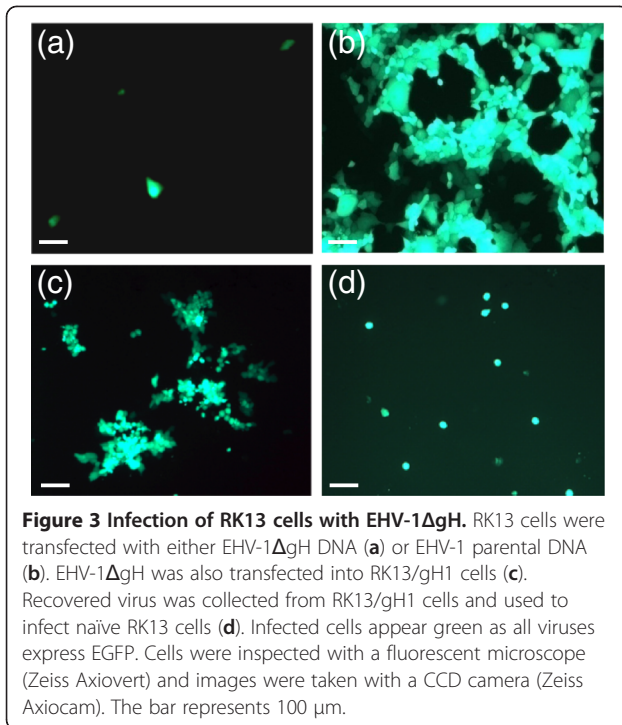 (a)
(b)
(c)
(d)
Figure 3 Infection of RK13 cells with EHV-1ΔgH. RK13 cells were
transfected with either EHV-1ΔgH DNA (a) or EHV-1 parental DNA
(b). EHV-1ΔgH was also transfected into RK13/gH1 cells (c).
Recovered virus was collected from RK13/gH1 cells and used to
infect naïve RK13 cells (d). Infected cells appear green as all viruses
express EGFP. Cells were inspected with a fluorescent microscope
(Zeiss Axiovert) and images were taken with a CCD camera (Zeiss
Axiocam). The bar represents 100 μm.